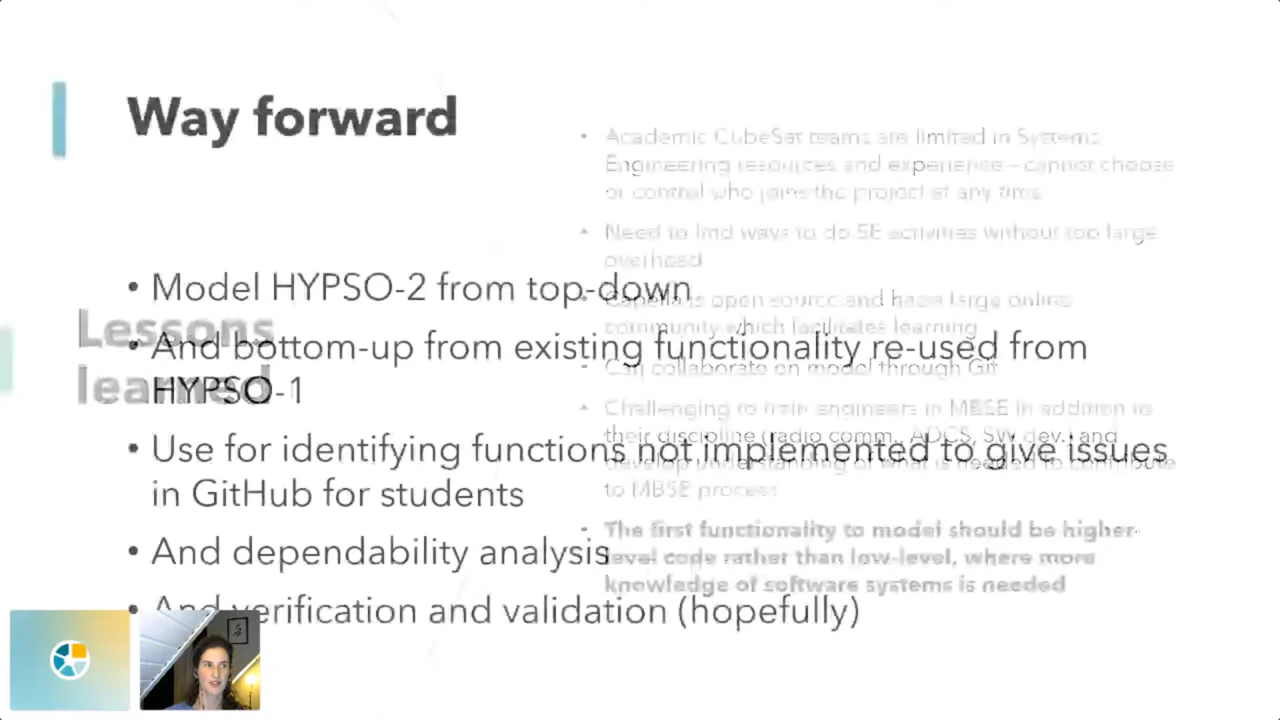 Way forward
• Model HYPSO-2 from top-down
• And bottom-up from existing functionality re-used from
HYPSO-1
• Use for identifying functions not implemented to give issues
in GitHub for students
• And dependability analysis
• And verification and validation (hopefully)
Lessons
learned
• Academic CubeSat teams are limited in Systems
Engineering resources and experience – cannot choose
or control who joins the project at any time
• Need to find ways to do SE activities without too large
overhead
• Capella is open source and have large online
community which facilitates learning
• Can collaborate on model through Git
• Challenging to train engineers in MBSE in addition to
their discipline (radio comm., ADCS, SW dev.) and
develop understanding of what is needed to contribute
to MBSE process
• The first functionality to model should be higher-
level code rather than low-level, where more
knowledge of software systems is needed